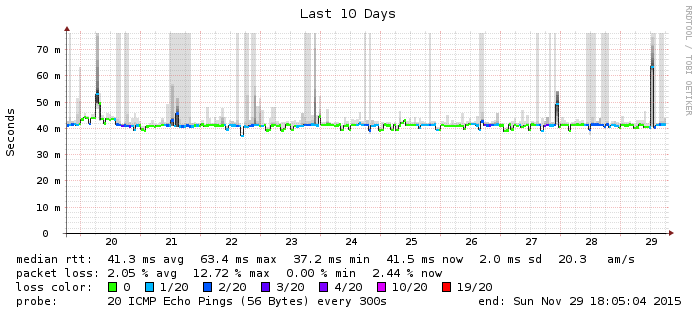 Last 10 Days
RRDTOOL / TOBI OETIKER
Seconds
70 m
60 m
50 m
40 m
30 m
20 m
10 m
0
20 21 22 23 24 25 26 27 28 29
median rtt: 41.3 ms avg 63.4 ms max 37.2 ms min 41.5 ms now 2.0 ms sd 20.3 am/s
packet loss: 2.05 % avg 12.72 % max 0.00 % min 2.44 % now
loss color: 0 1/20 2/20 3/20 4/20 10/20 19/20
probe: 20 ICMP Echo Pings (56 Bytes) every 300s end: Sun Nov 29 18:05:04 2015